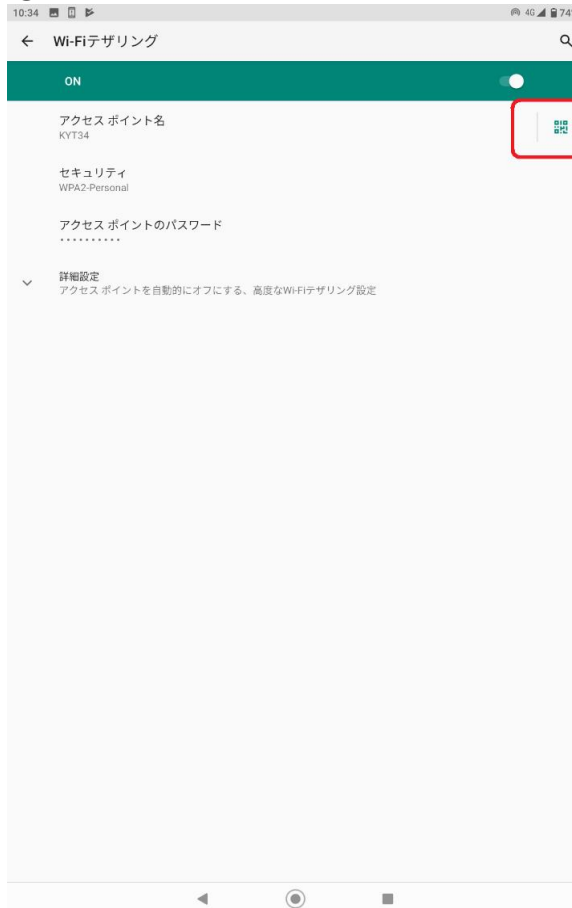 10:34 4G 74
Wi-Fiテザリング
ON
アクセス ポイント名
KYT34
セキュリティ
WPA2-Personal
アクセス ポイントのパスワード
••••••••••
詳細設定
アクセス ポイントを自動的にオフにする、高度なWi-Fiテザリング設定